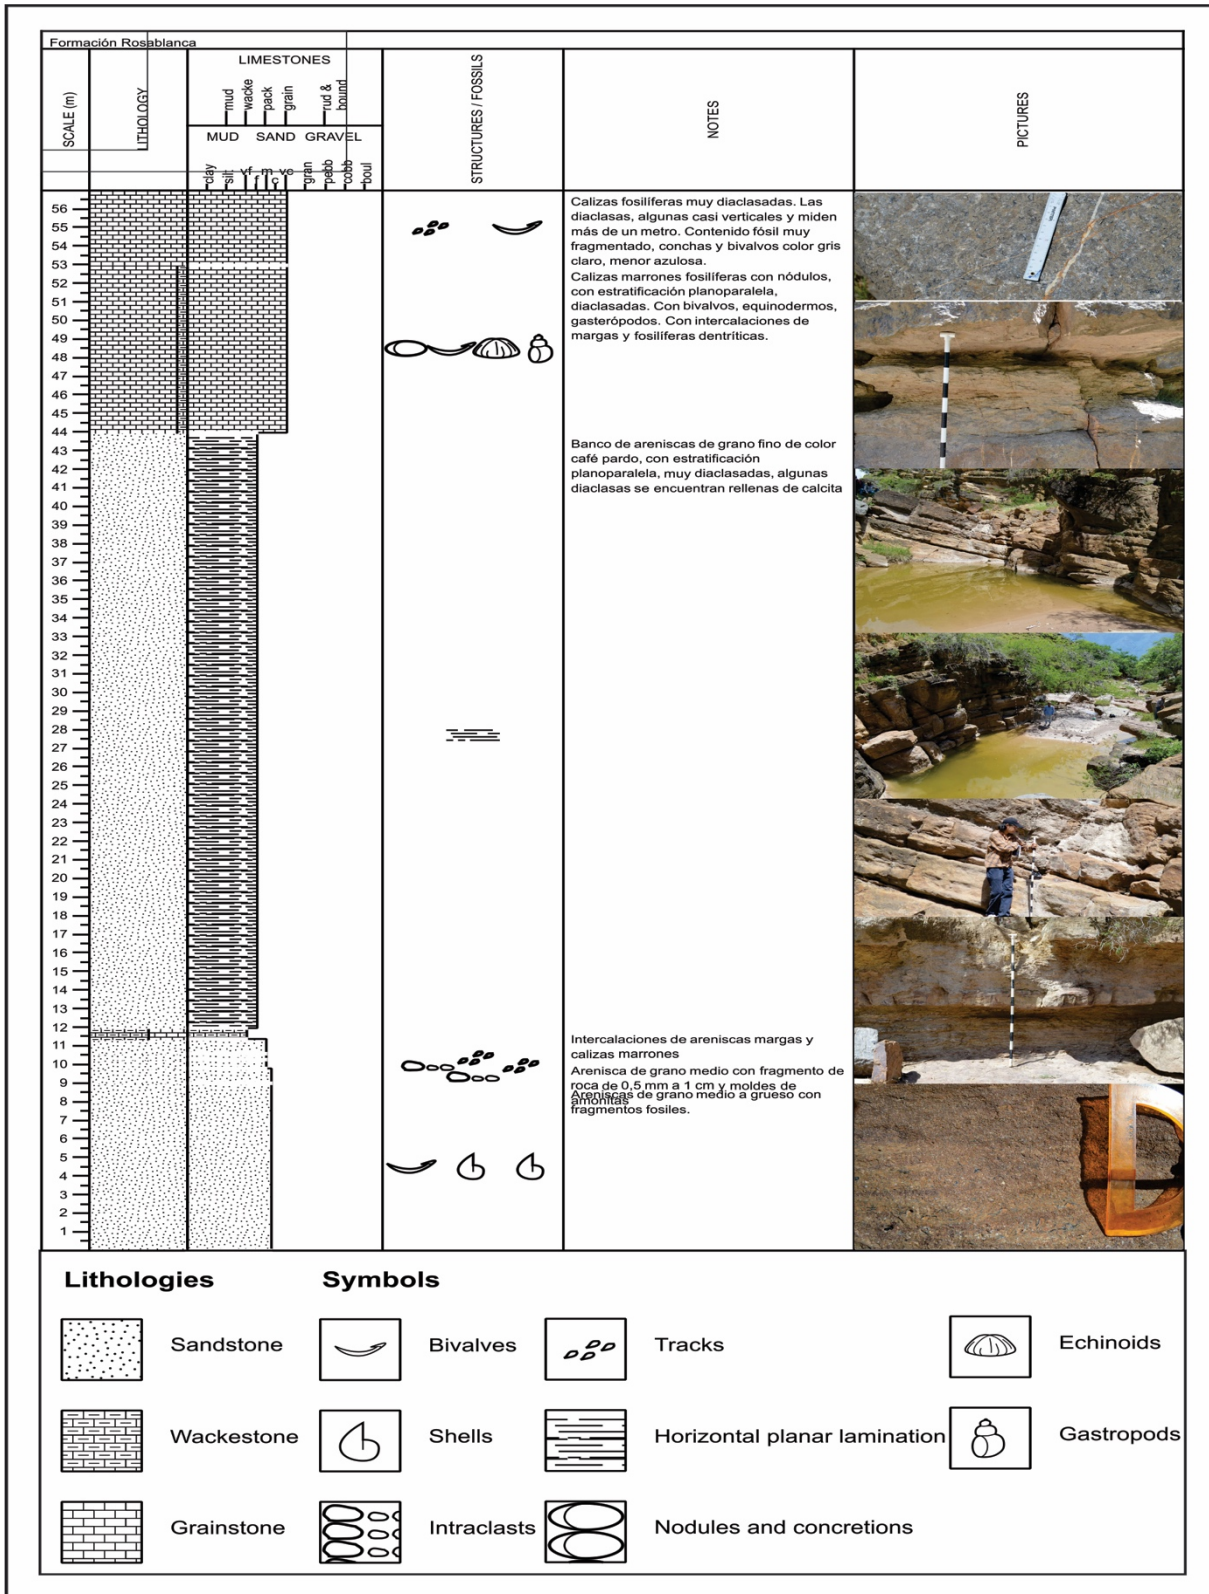 Formación Rosablanca
SCALE (m)
LITHOLOGY
LIMESTONES
mud
wacke
pack
grain
rud &
bound
MUD SAND GRAVEL
clay
silt
vf
f
m
c
vc
gran
pebb
cobb
boul
STRUCTURES / FOSSILS
NOTES
PICTURES
56
55
54
53
52
51
50
49
48
47
46
45
44
43
42
41
40
39
38
37
36
35
34
33
32
31
30
29
28
27
26
25
24
23
22
21
20
19
18
17
16
15
14
13
12
11
10
9
8
7
6
5
4
3
2
1
Calizas fosilíferas muy diaclasadas. Las
diaclasas, algunas casi verticales y miden
más de un metro. Contenido fósil muy
fragmentado, conchas y bivalvos color gris
claro, menor azulosa.
Calizas marrones fosilíferas con nódulos,
con estratificación planoparalela,
diaclasadas. Con bivalvos, equinodermos,
gasterópodos. Con intercalaciones de
margas y fosilíferas dentríticas.
Banco de areniscas de grano fino de color
café pardo, con estratificación
planoparalela, muy diaclasadas, algunas
diaclasas se encuentran rellenas de calcita
Intercalaciones de areniscas margas y
calizas marrones
Arenisca de grano medio con fragmento de
roca de 0,5 mm a 1 cm y moldes de
amonitas
Areniscas de grano medio a grueso con
fragmentos fosiles.
Lithologies
Symbols
Sandstone
Bivalves
Tracks
Echinoids
Wackestone
Shells
Horizontal planar lamination
Gastropods
Grainstone
Intraclasts
Nodules and concretions